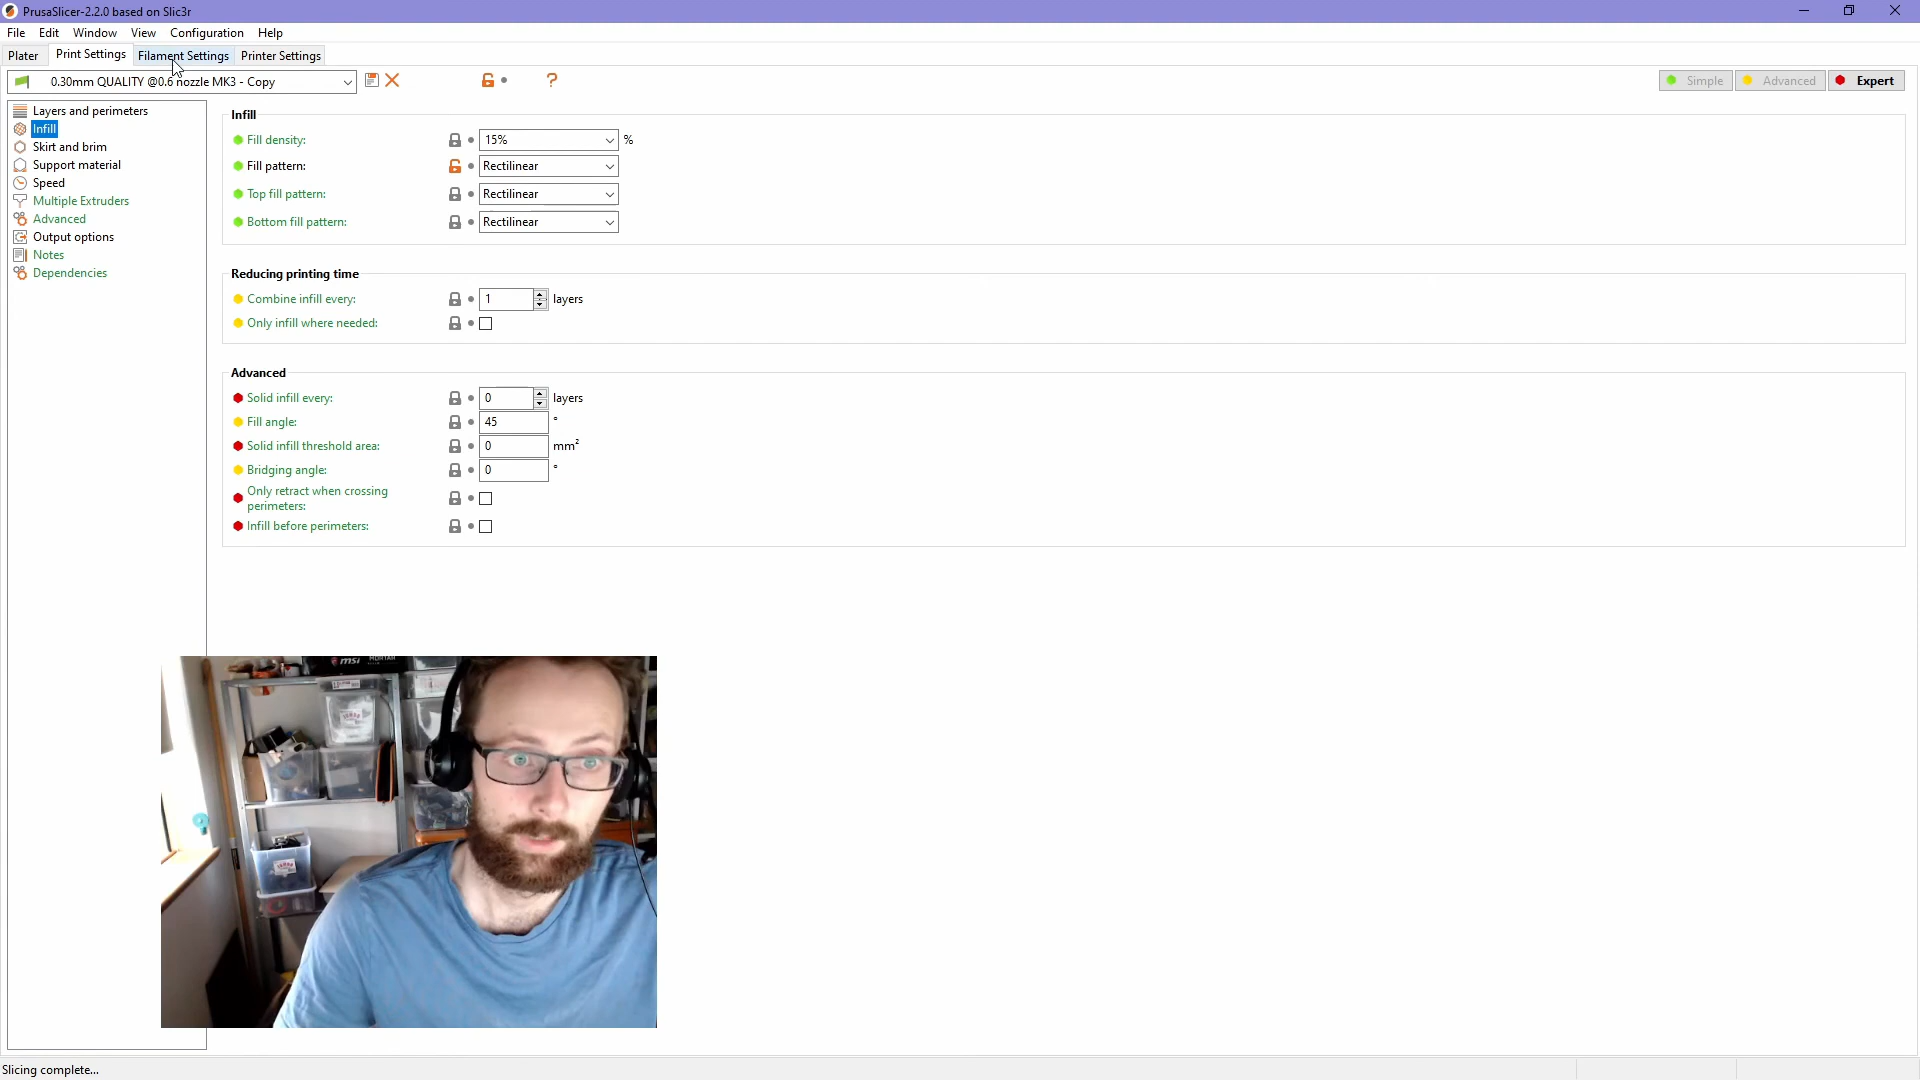 PrusaSlicer-2.2.0 based on Slic3r
File Edit Window View Configuration Help
Plater Print Settings Filament Settings Printer Settings
0.30mm QUALITY @0.6 nozzle MK3 - Copy
?
Simple Advanced Expert
Layers and perimeters
Infill
Skirt and brim
Support material
Speed
Multiple Extruders
Advanced
Output options
Notes
Dependencies
Infill
Fill density: 15% %
Fill pattern: Rectilinear
Top fill pattern: Rectilinear
Bottom fill pattern: Rectilinear
Reducing printing time
Combine infill every: 1 layers
Only infill where needed:
Advanced
Solid infill every: 0 layers
Fill angle: 45 °
Solid infill threshold area: 0 mm²
Bridging angle: 0 °
Only retract when crossing
perimeters:
Infill before perimeters:
msi
Slicing complete...